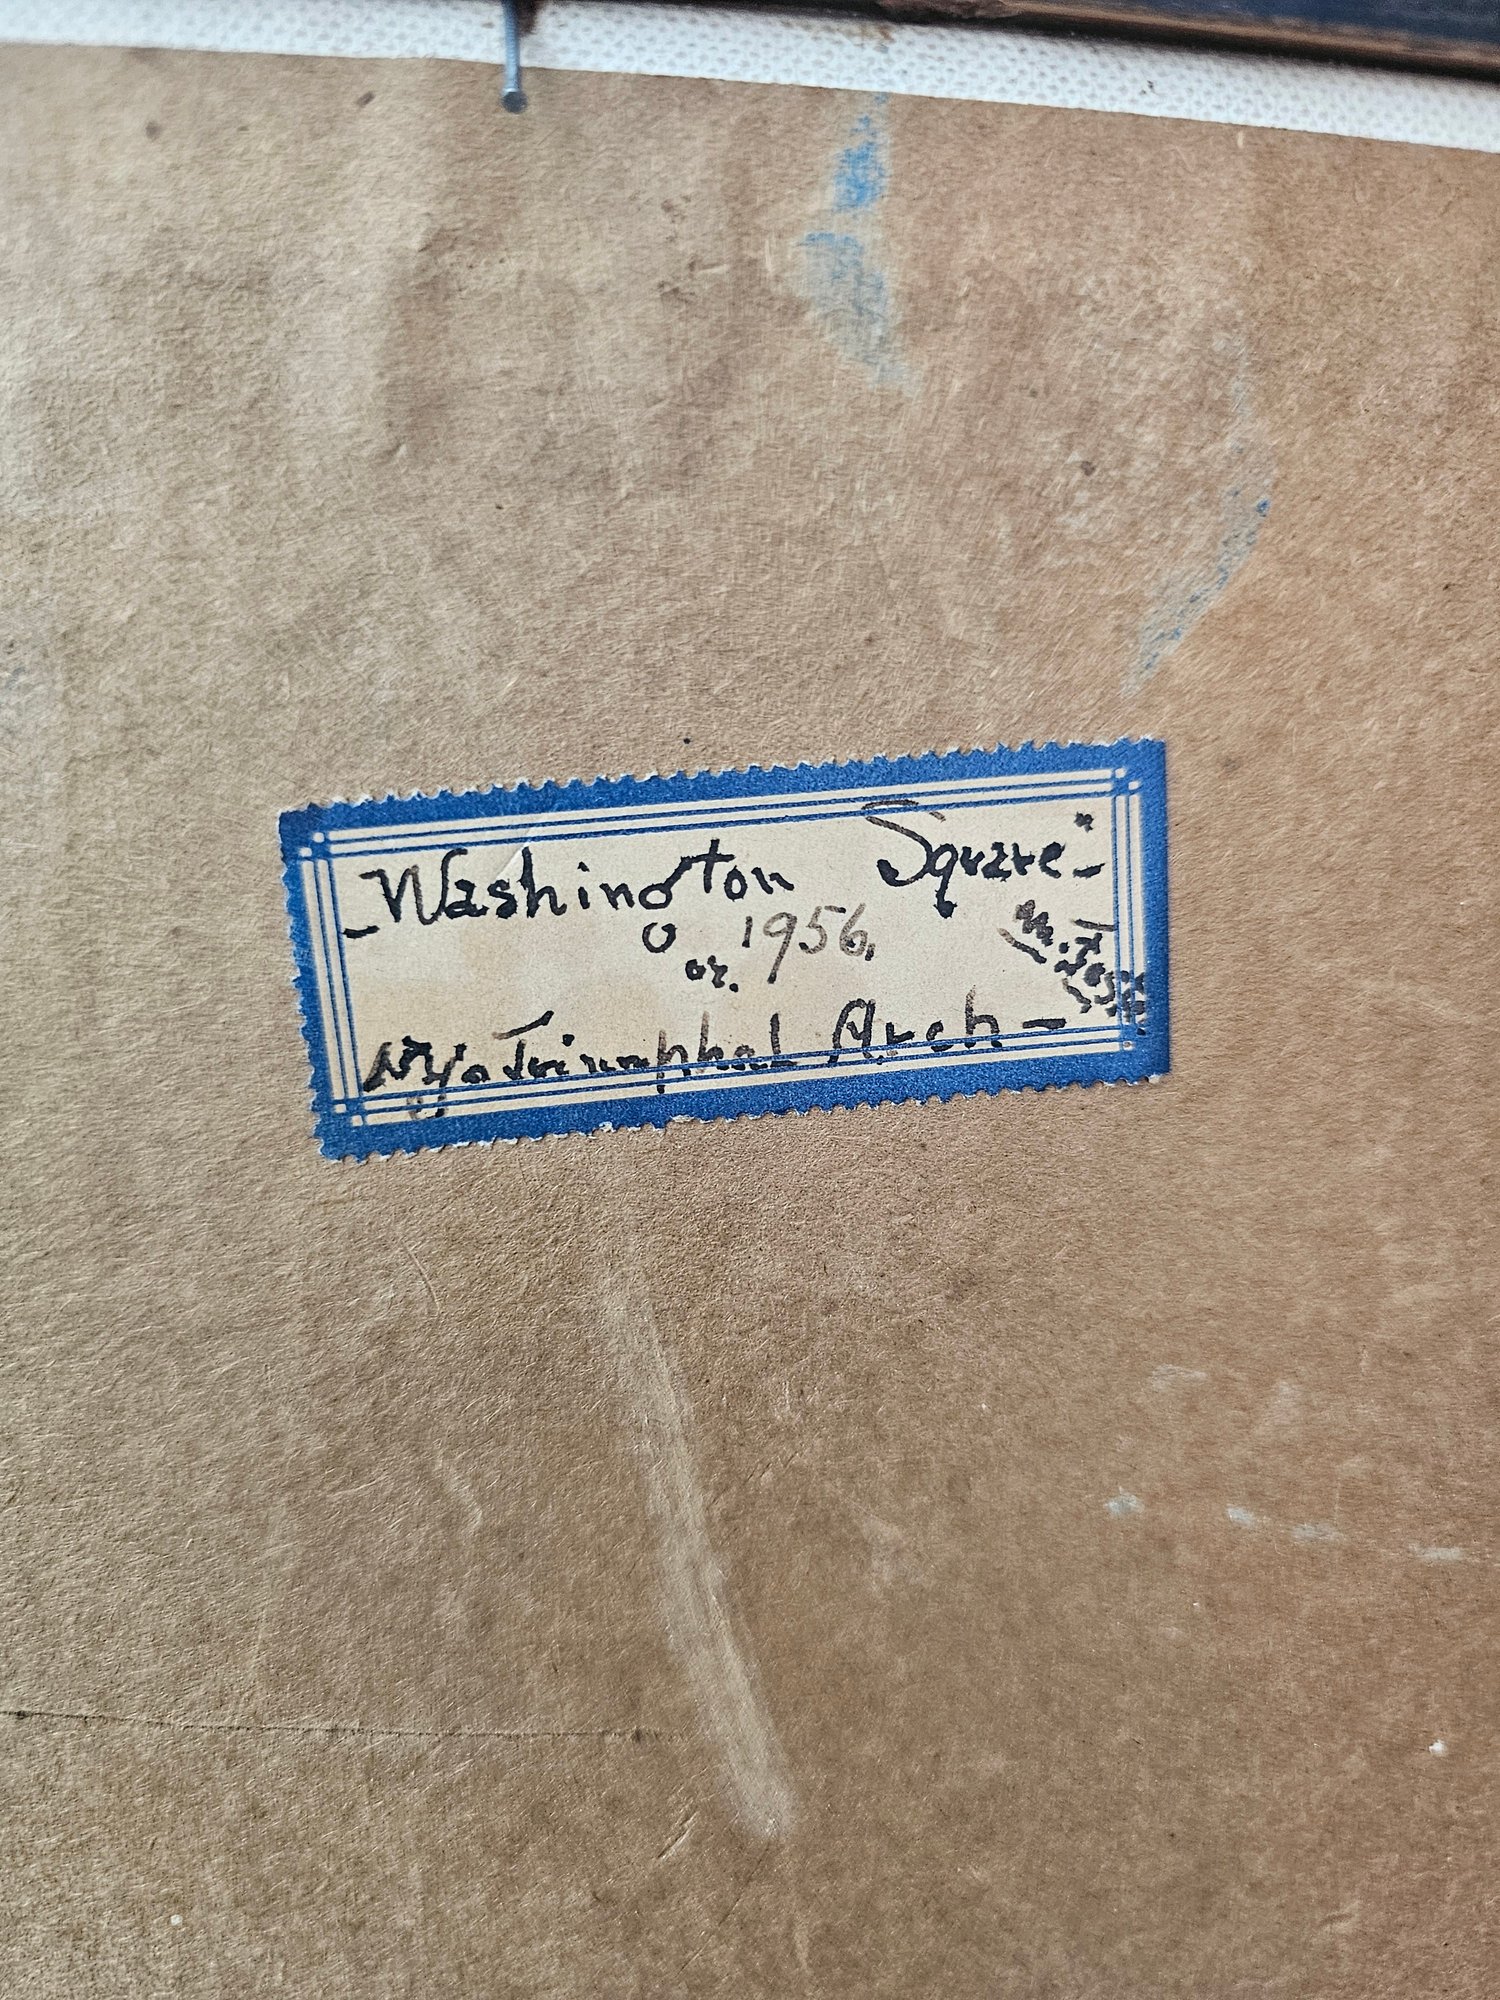 -Washington Square-"
or. 1956.
Triumphal Arch-